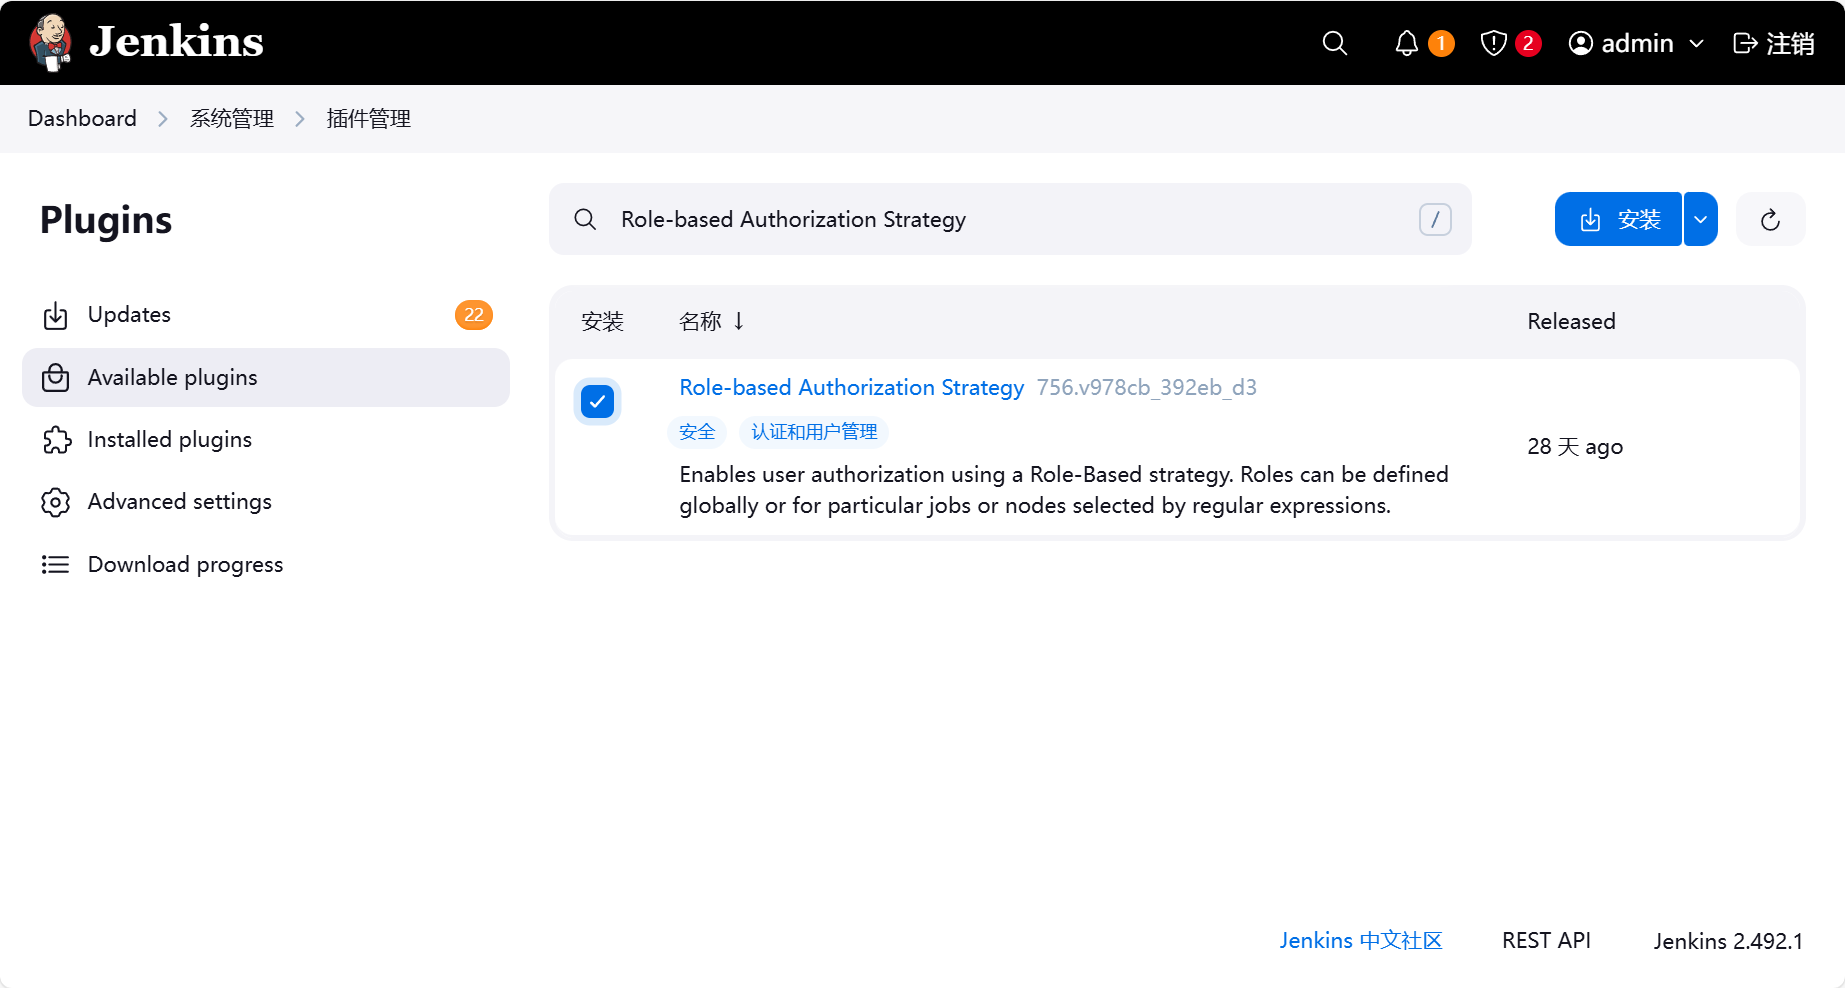 Jenkins
1
2
admin
注销
Dashboard
系统管理
插件管理
Plugins
Role-based Authorization Strategy
/
安装
Updates
22
Available plugins
Installed plugins
Advanced settings
Download progress
安装
名称 ↓
Released
Role-based Authorization Strategy 756.v978cb_392eb_d3
安全
认证和用户管理
Enables user authorization using a Role-Based strategy. Roles can be defined
globally or for particular jobs or nodes selected by regular expressions.
28 天 ago
Jenkins 中文社区
REST API
Jenkins 2.492.1